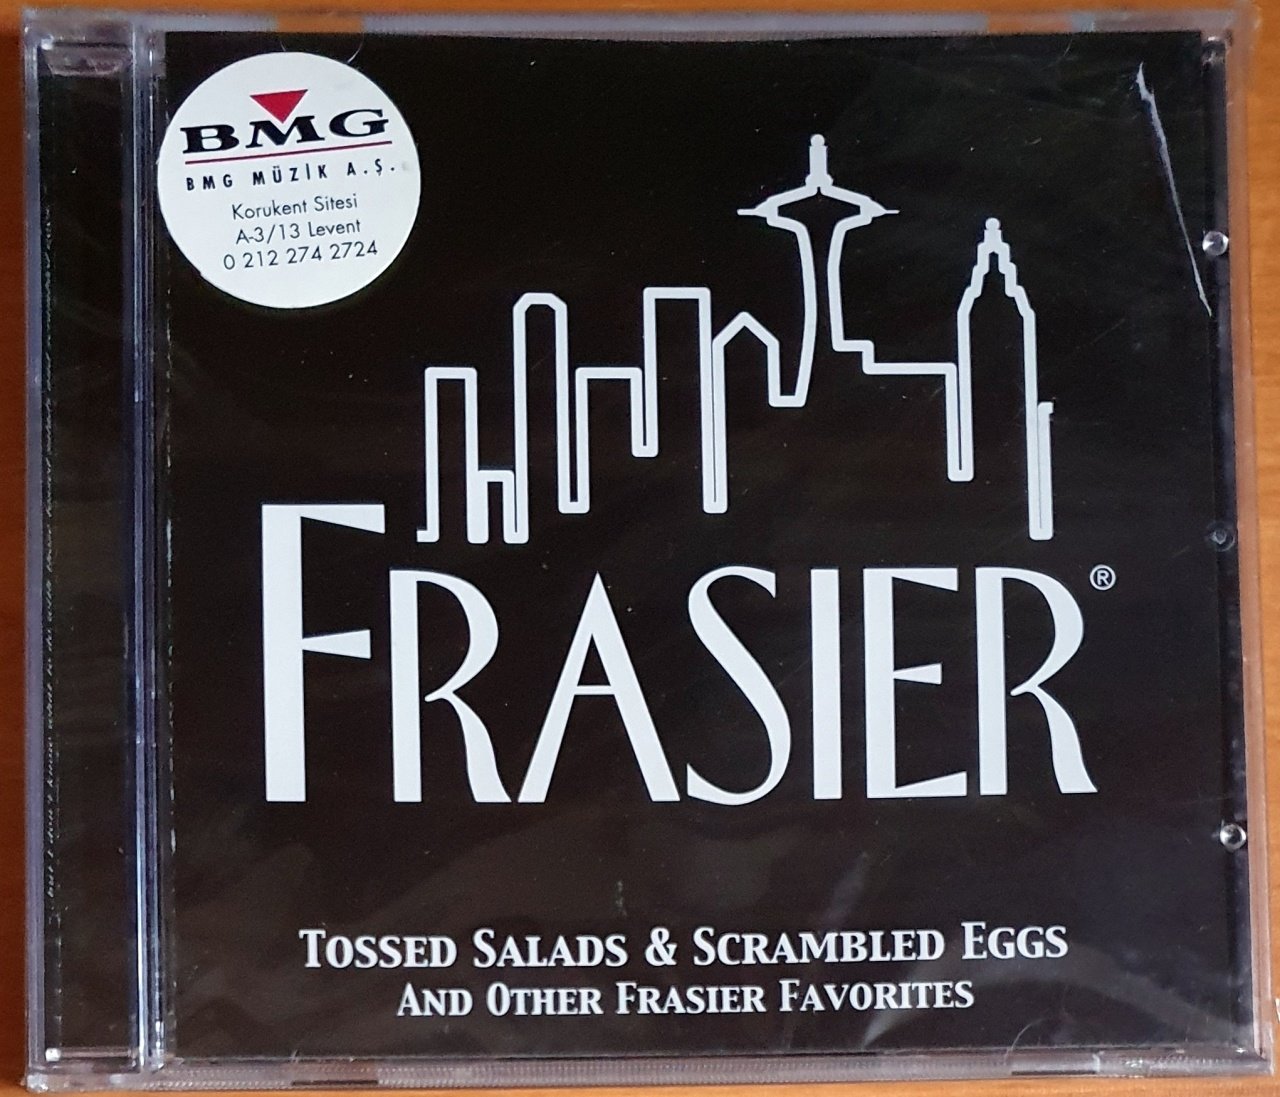 BMG
BMG MÜZİK A.Ş.
Korukent Sitesi
A-3/13 Levent
0 212 274 2724
FRASIER®
TOSSED SALADS & SCRAMBLED EGGS
AND OTHER FRASIER FAVORITES